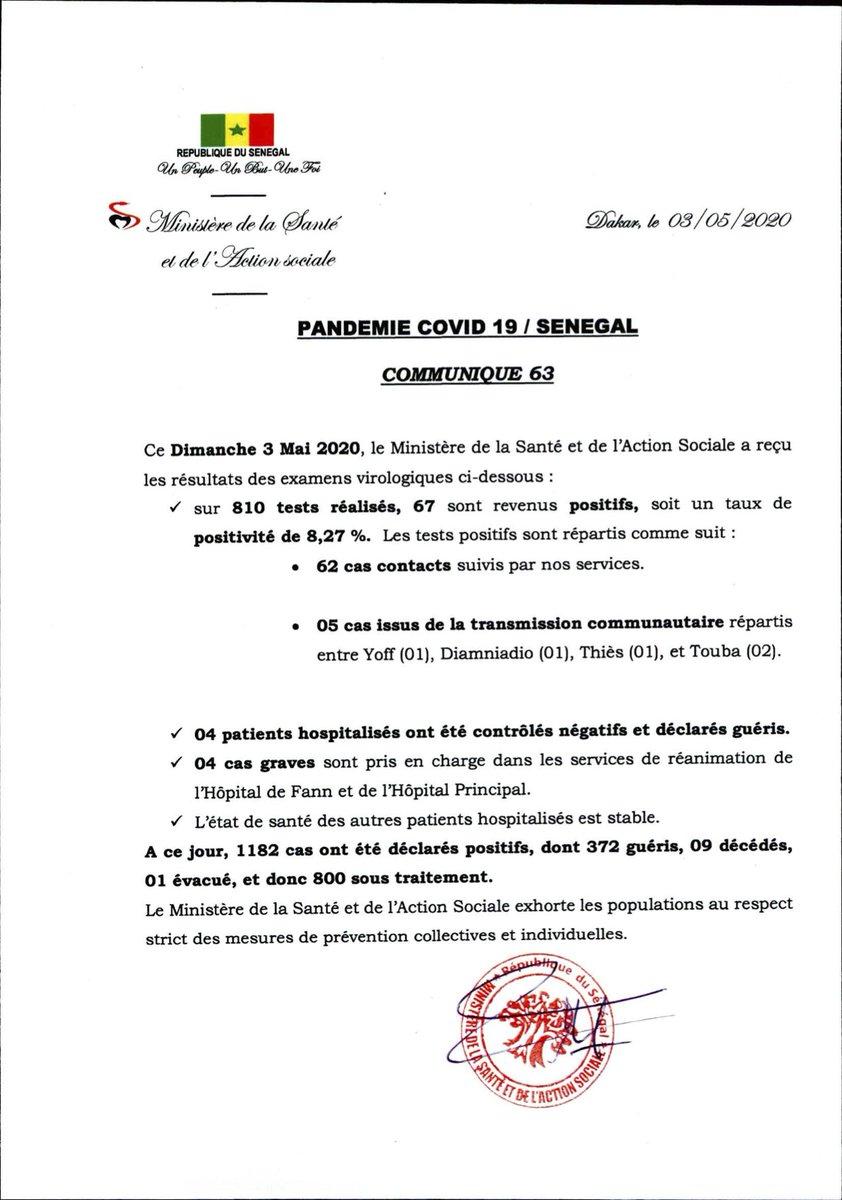 REPUBLIQUE DU SENEGAL
Un Peuple-Un But-Une Foi
Ministère de la Santé
et de l'Action sociale
Dakar, le 03/05/2020
PANDEMIE COVID 19 / SENEGAL
COMMUNIQUE 63
Ce Dimanche 3 Mai 2020, le Ministère de la Santé et de l'Action Sociale a reçu
les résultats des examens virologiques ci-dessous :
✓ sur 810 tests réalisés, 67 sont revenus positifs, soit un taux de
positivité de 8,27 %. Les tests positifs sont répartis comme suit :
• 62 cas contacts suivis par nos services.
• 05 cas issus de la transmission communautaire répartis
entre Yoff (01), Diamniadio (01), Thiès (01), et Touba (02).
✓ 04 patients hospitalisés ont été contrôlés négatifs et déclarés guéris.
✓ 04 cas graves sont pris en charge dans les services de réanimation de
l'Hôpital de Fann et de l'Hôpital Principal.
✓ L'état de santé des autres patients hospitalisés est stable.
A ce jour, 1182 cas ont été déclarés positifs, dont 372 guéris, 09 décédés,
01 évacué, et donc 800 sous traitement.
Le Ministère de la Santé et de l'Action Sociale exhorte les populations au respect
strict des mesures de prévention collectives et individuelles.
République du Sénégal
MINISTÈRE DE LA SANTÉ ET DE L'ACTION SOCIALE